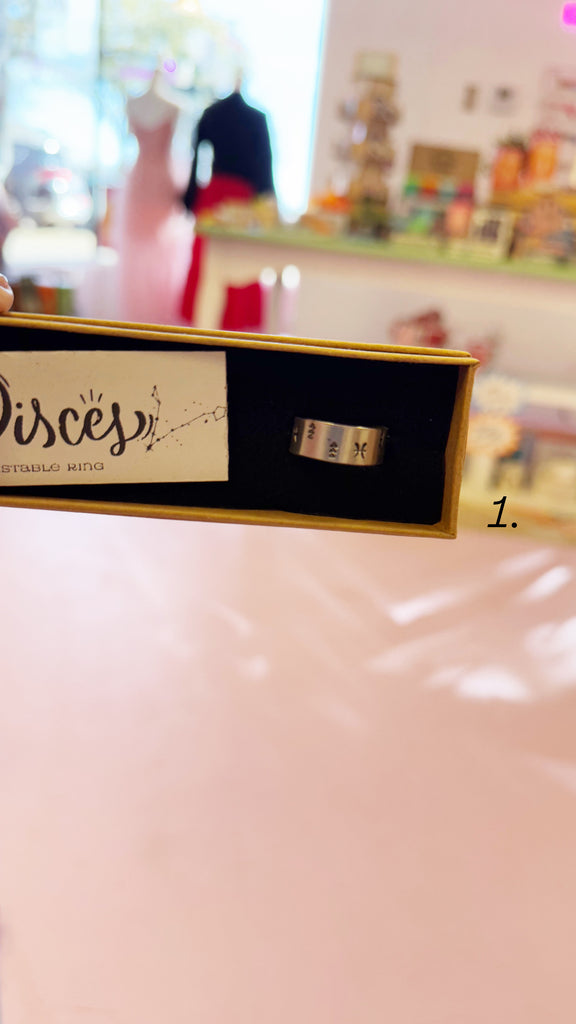 Pisces
STABLE RING
1.